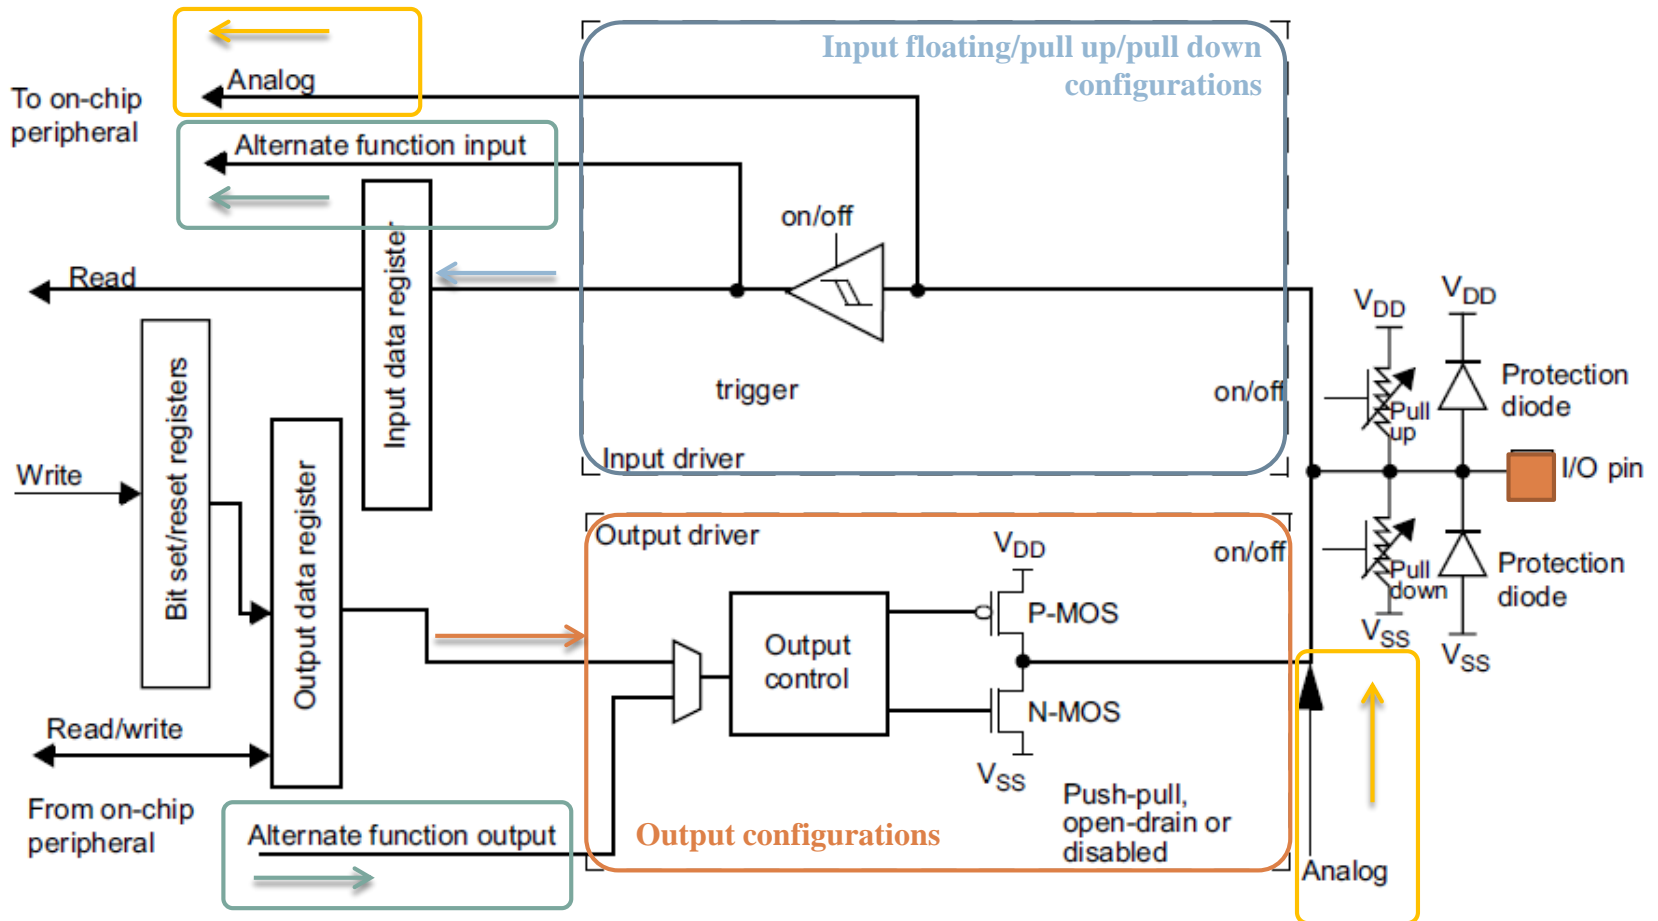 Input floating/pull up/pull down
configurations
Analog
To on-chip
peripheral
Alternate function input
on/off
Read
Input data register
VDD
VDD
trigger
on/off
Pull
up
Protection
diode
Bit set/reset registers
Write
Input driver
I/O pin
Output data register
Output driver
VDD
on/off
Pull
down
Protection
diode
P-MOS
Output
control
VSS
VSS
N-MOS
Read/write
VSS
From on-chip
peripheral
Push-pull,
open-drain or
disabled
Alternate function output
Output configurations
Analog